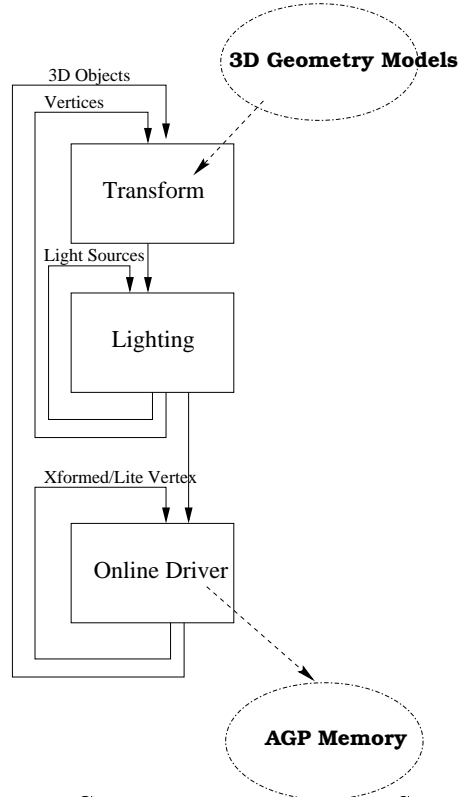 3D Geometry Models
3D Objects
Vertices
Transform
Light Sources
Lighting
Xformed/Lite Vertex
Online Driver
AGP Memory